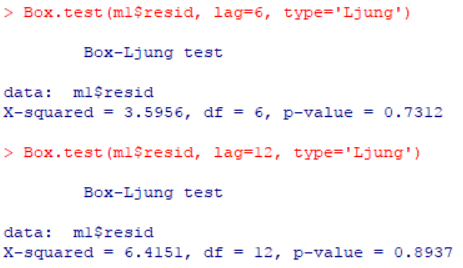 > Box.test(m1$resid, lag=6, type='Ljung')
Box-Ljung test
data: m1$resid
X-squared = 3.5956, df = 6, p-value = 0.7312
> Box.test(m1$resid, lag=12, type='Ljung')
Box-Ljung test
data: m1$resid
X-squared = 6.4151, df = 12, p-value = 0.8937